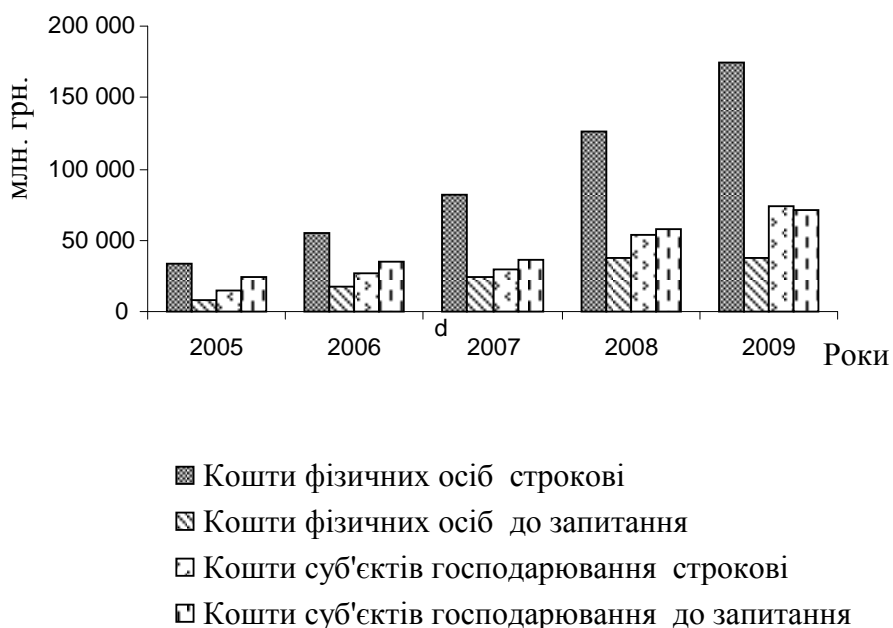 200 000
150 000
100 000
50 000
0
млн. грн.
d
2005 2006 2007 2008 2009
Роки
Кошти фізичних осіб строкові
Кошти фізичних осіб до запитання
Кошти суб'єктів господарювання строкові
Кошти суб'єктів господарювання до запитання